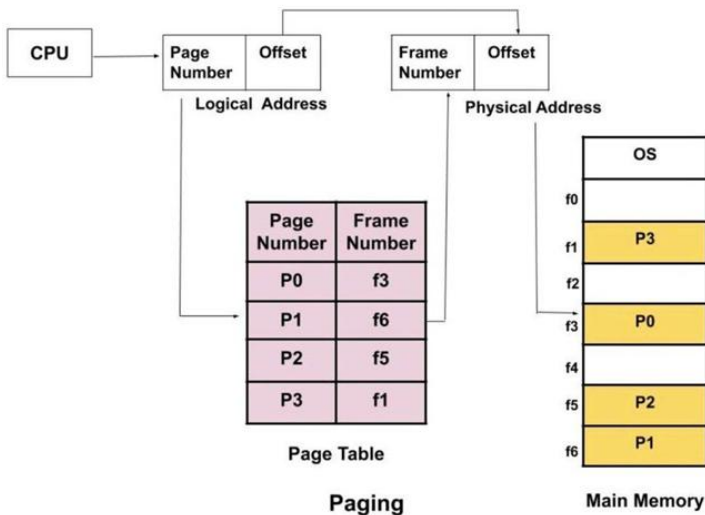 CPU
Page Number
Offset
Logical Address
Frame Number
Offset
Physical Address
Page Number
Frame Number
P0
f3
P1
f6
P2
f5
P3
f1
Page Table
Paging
OS
f0
f1
P3
f2
f3
P0
f4
f5
P2
f6
P1
Main Memory